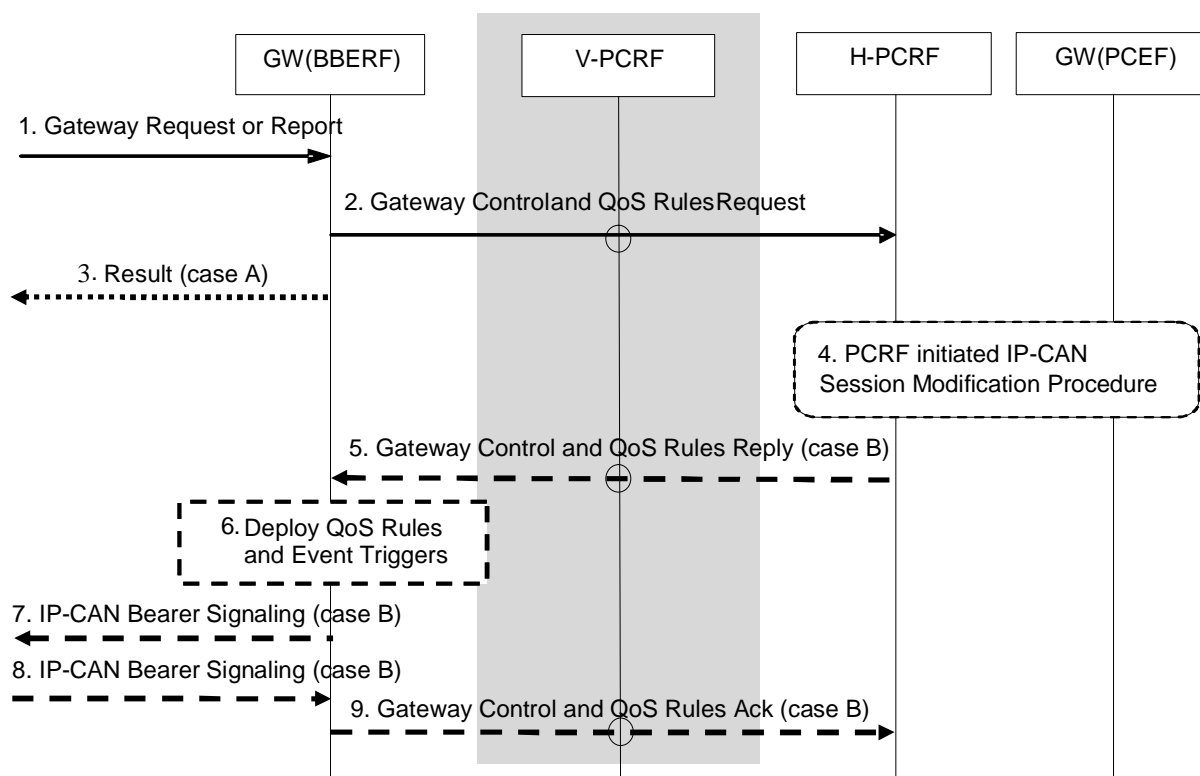 GW(BBERF)
V-PCRF
H-PCRF
GW(PCEF)
1. Gateway Request or Report
2. Gateway Controland QoS RulesRequest
3. Result (case A)
4. PCRF initiated IP-CAN
Session Modification Procedure
5. Gateway Control and QoS Rules Reply (case B)
6. Deploy QoS Rules
and Event Triggers
7. IP-CAN Bearer Signaling (case B)
8. IP-CAN Bearer Signaling (case B)
9. Gateway Control and QoS Rules Ack (case B)